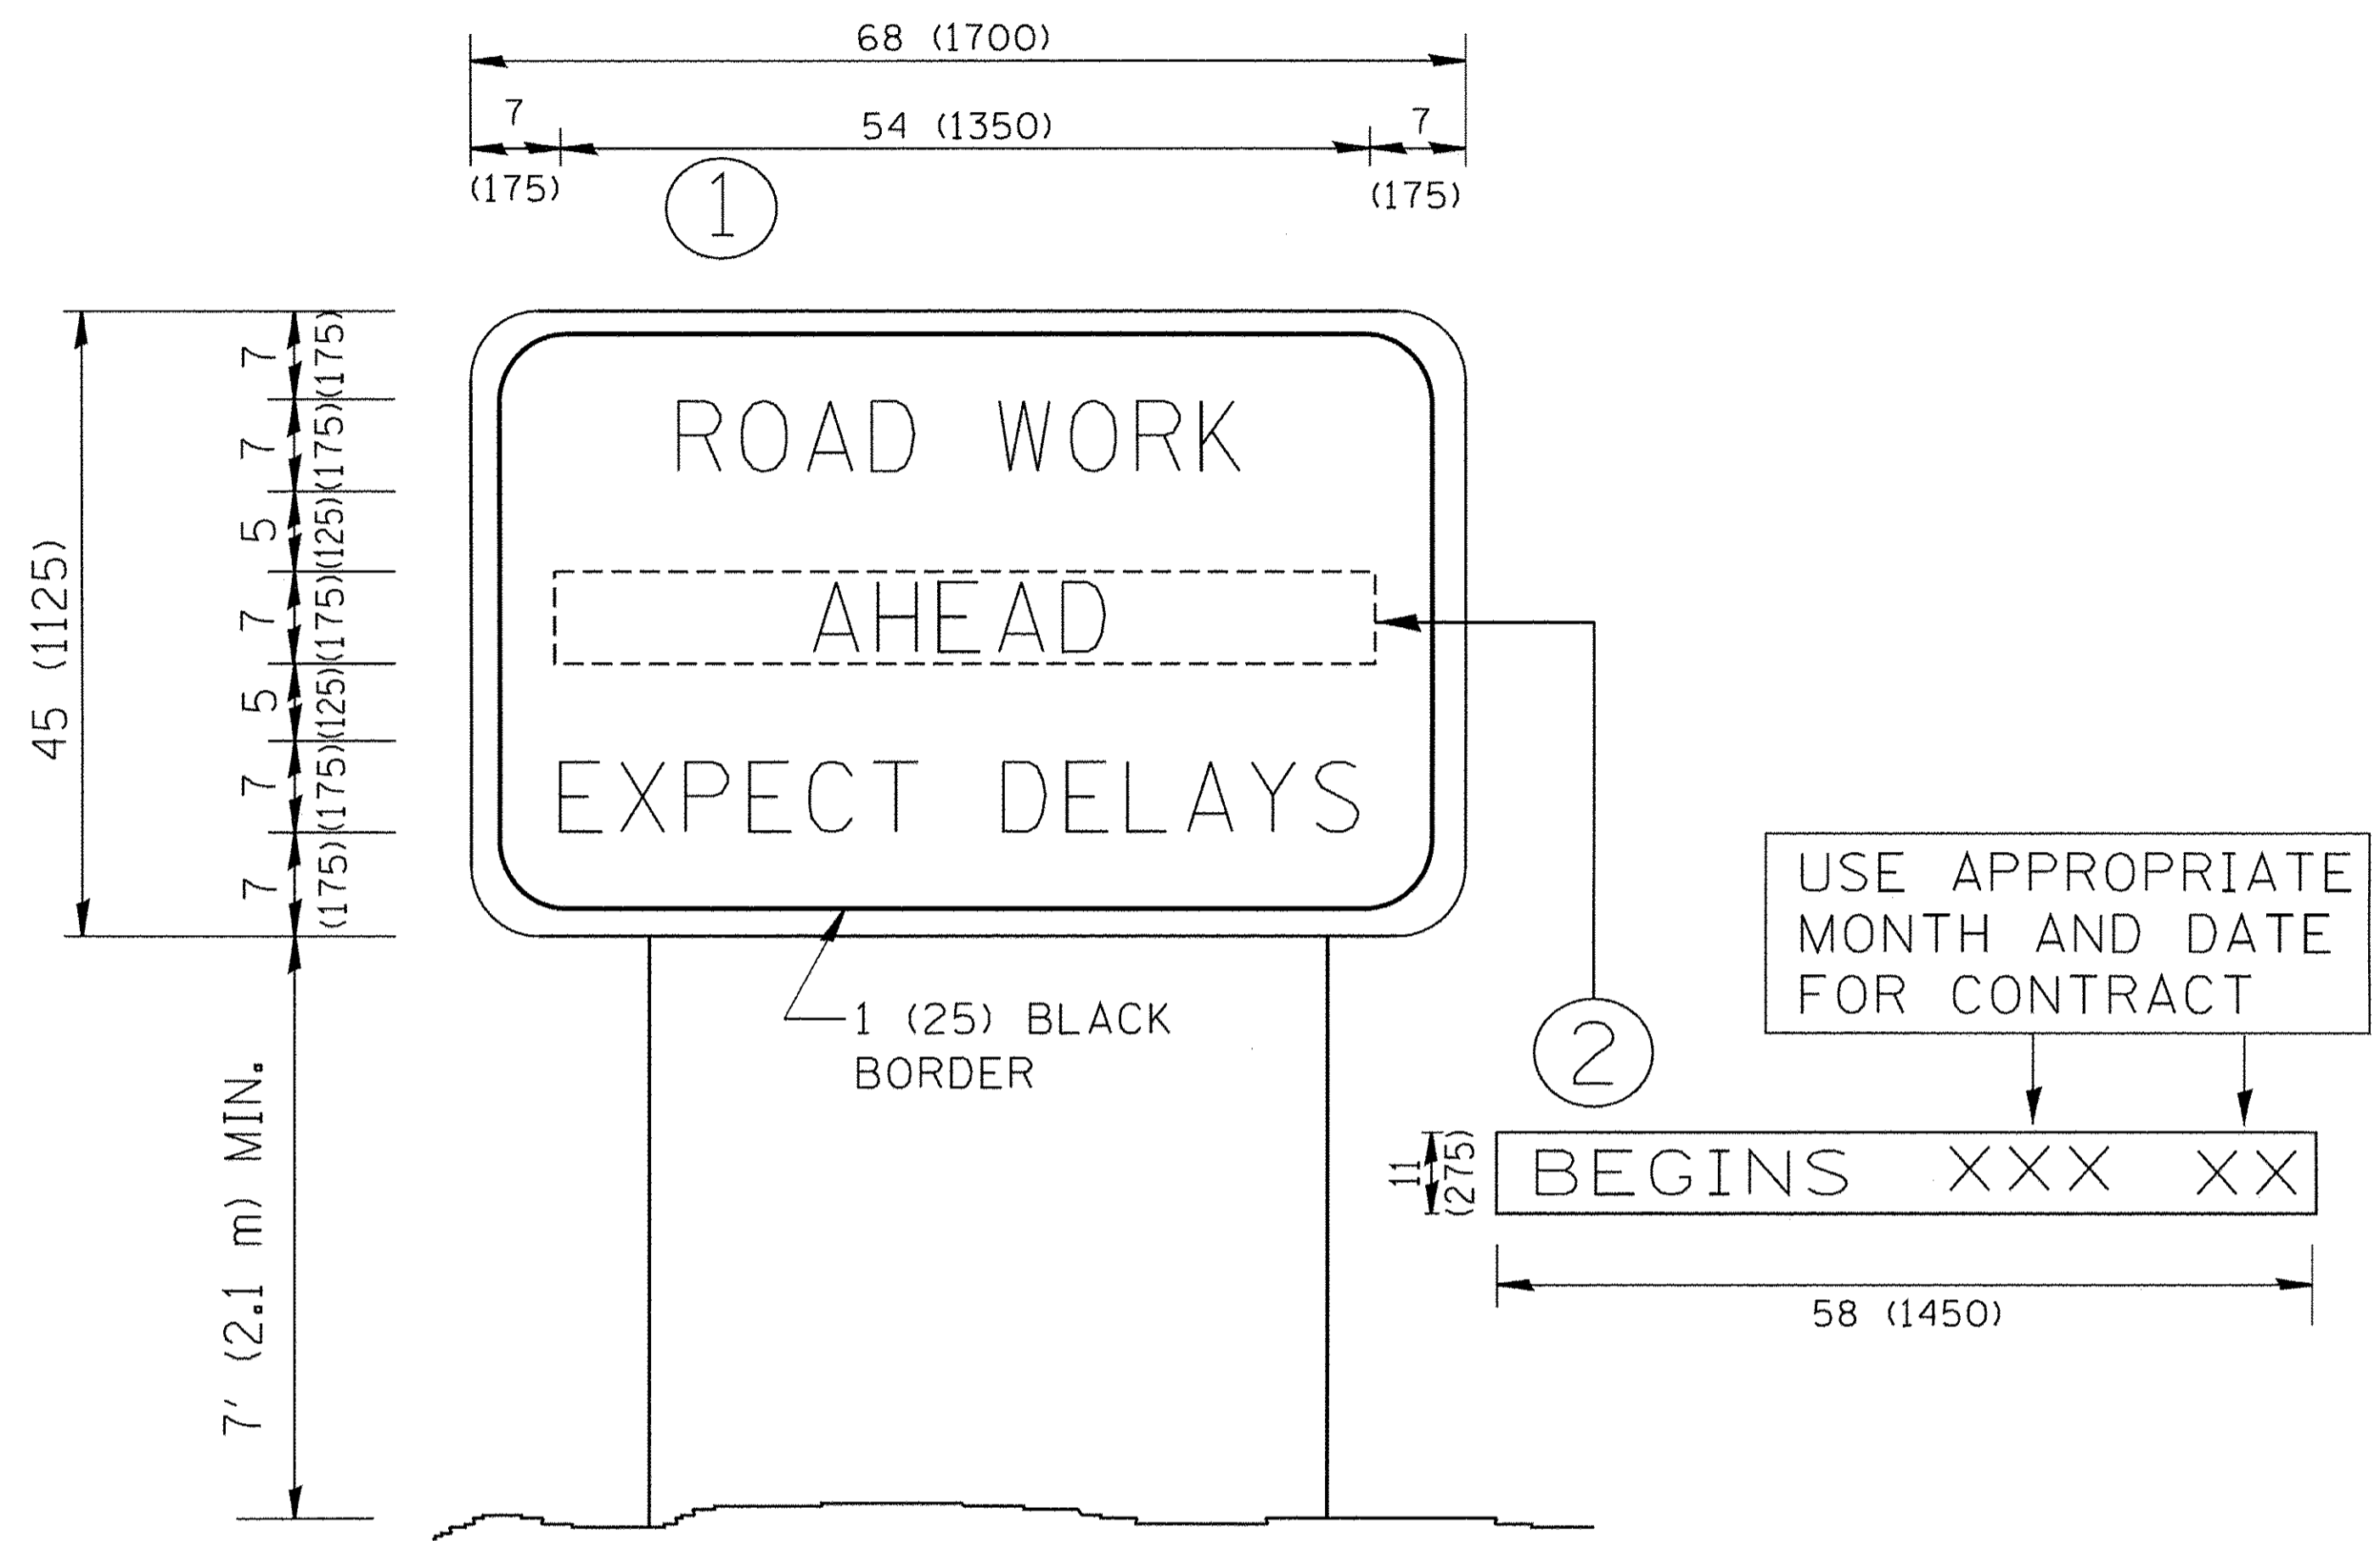 68 (1700)
7
54 (1350)
7
(175)
(175)
1
45 (1125)
7
(175)
7
(175)
5
(125)
7
(175)
5
(125)
7
(175)
7
(175)
ROAD WORK
AHEAD
EXPECT DELAYS
1 (25) BLACK
BORDER
7' (2.1 m) MIN.
2
USE APPROPRIATE
MONTH AND DATE
FOR CONTRACT
11
(275)
BEGINS XXX XX
58 (1450)